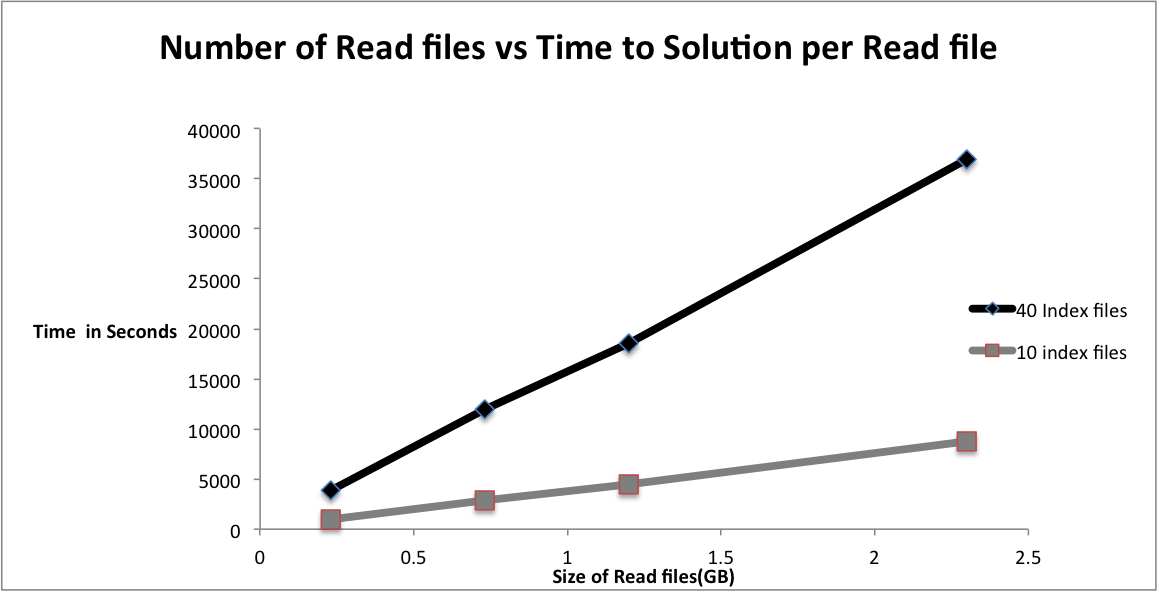 Number of Read files vs Time to Solution per Read file
40000
35000
30000
25000
Time  in Seconds 20000
15000
10000
5000
0
40 Index files
10 index files
0 0.5 1 1.5 2 2.5
Size of Read files(GB)